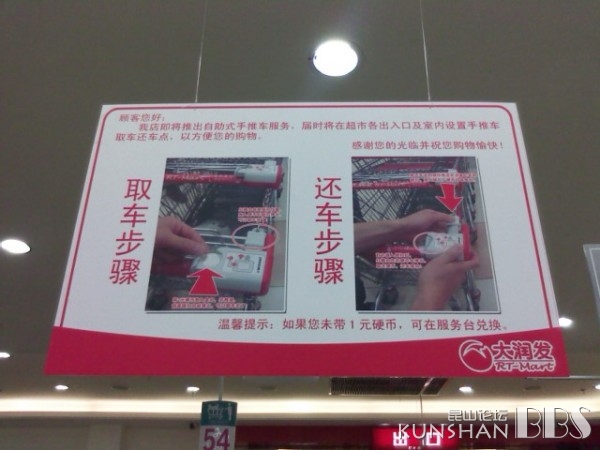 顾客您好:
我店即将推出自助式手推车服务。届时将在超市各出入口及室内设置手推车
取车还车点,以方便您的购物。
感谢您的光临并祝您购物愉快!
取车步骤
还车步骤
温馨提示:如果您未带1元硬币,可在服务台兑换。
大润发
RT-Mart
54
出口
昆山论坛
KUNSHAN BBS